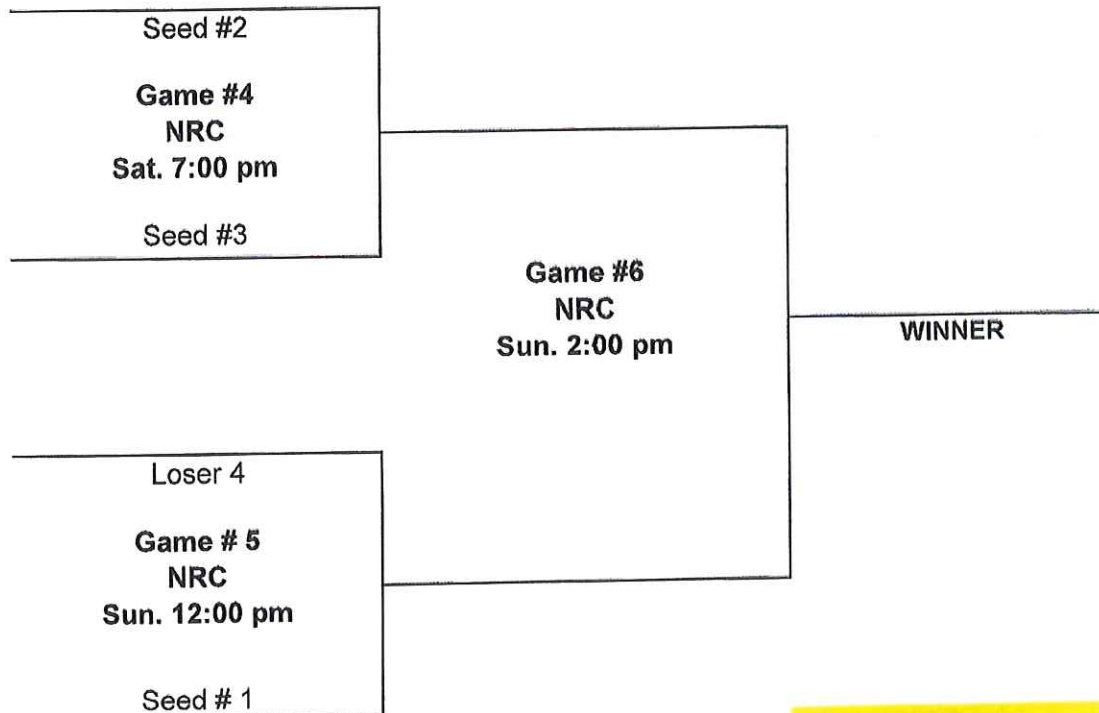 Seed #2
Game #4
NRC
Sat. 7:00 pm
Seed #3
Game #6
NRC
Sun. 2:00 pm
WINNER
Loser 4
Game # 5
NRC
Sun. 12:00 pm
Seed # 1